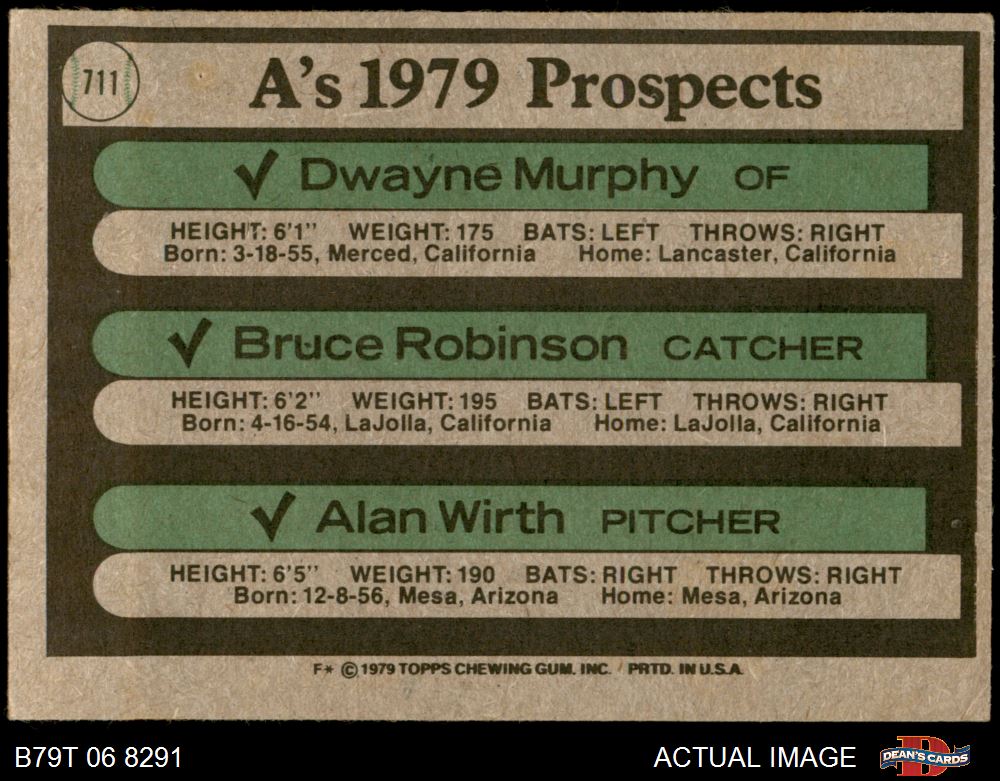 711
A's 1979 Prospects
✓ Dwayne Murphy OF
HEIGHT: 6'1'' WEIGHT: 175 BATS: LEFT THROWS: RIGHT
Born: 3-18-55, Merced, California Home: Lancaster, California
✓ Bruce Robinson CATCHER
HEIGHT: 6'2'' WEIGHT: 195 BATS: LEFT THROWS: RIGHT
Born: 4-16-54, LaJolla, California Home: LaJolla, California
✓ Alan Wirth PITCHER
HEIGHT: 6'5'' WEIGHT: 190 BATS: RIGHT THROWS: RIGHT
Born: 12-8-56, Mesa, Arizona Home: Mesa, Arizona
F* © 1979 TOPPS CHEWING GUM. INC. PRTD. IN U.S.A.
B79T 06 8291 ACTUAL IMAGE DEAN'S CARDS